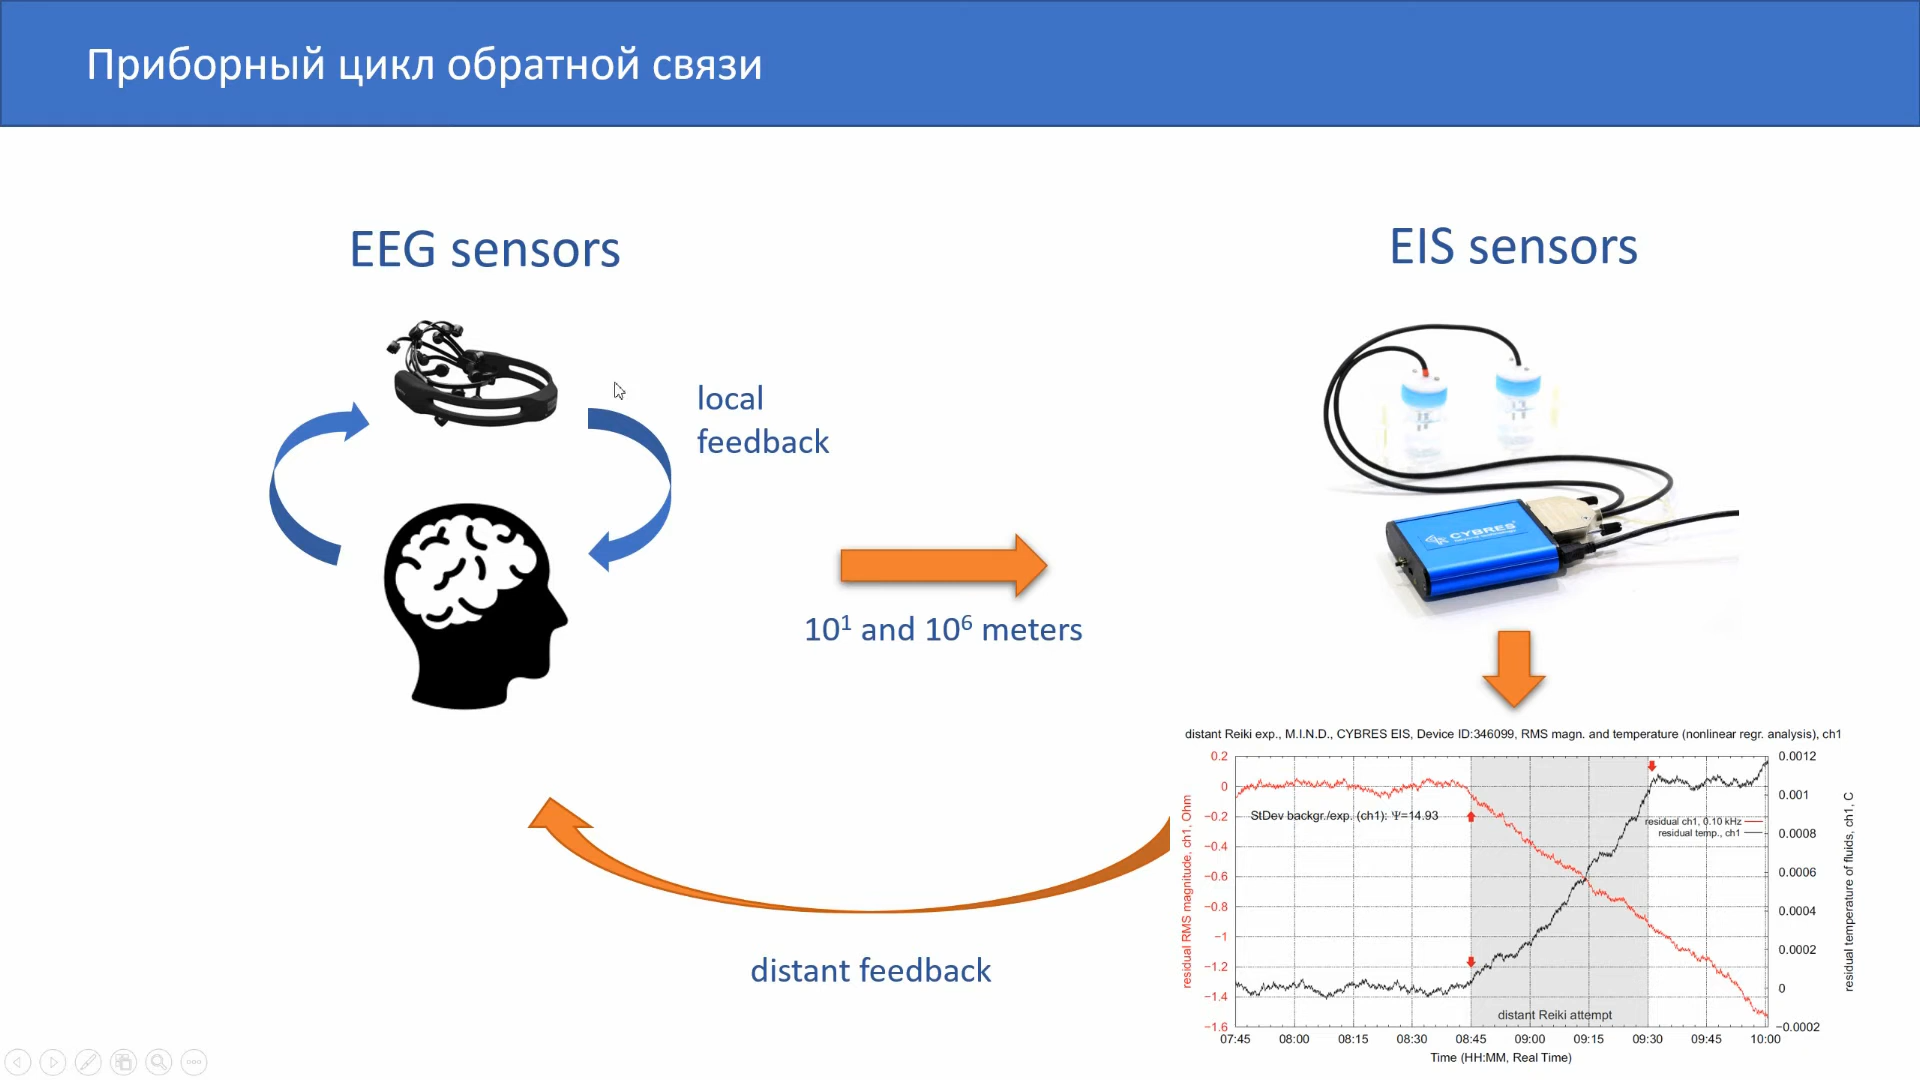 Приборный цикл обратной связи
EEG sensors
EIS sensors
local
feedback
CYBRES
10¹ and 10⁶ meters
distant feedback
distant Reiki exp., M.I.N.D., CYBRES EIS, Device ID:346099, RMS magn. and temperature (nonlinear regr. analysis), ch1
residual RMS magnitude, ch1, Ohm
0.2
0
−0.2
−0.4
−0.6
−0.8
−1
−1.2
−1.4
−1.6
StDev backgr./exp. (ch1): Ψ=14.93
residual ch1, 0.10 kHz
residual temp., ch1
distant Reiki attempt
0.0012
0.001
0.0008
0.0006
0.0004
0.0002
0
−0.0002
residual temperature of fluids, ch1, C
07:45 08:00 08:15 08:30 08:45 09:00 09:15 09:30 09:45 10:00
Time (HH:MM, Real Time)